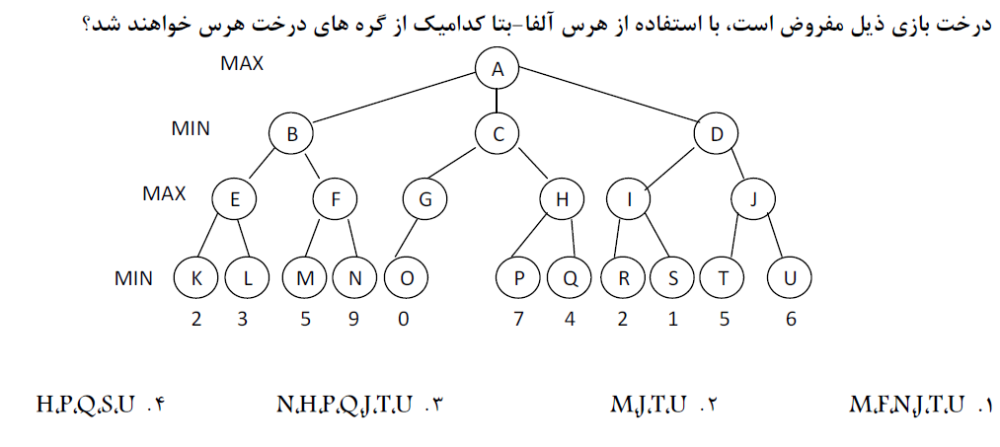 درخت بازی ذیل مفروض است، با استفاده از هرس آلفا-بتا کدامیک از گره های درخت هرس خواهند شد؟
MAX A
MIN B C D
MAX E F G H I J
MIN K L M N O P Q R S T U
2 3 5 9 0 7 4 2 1 5 6
۱. M،F،N،J،T،U ۲. M،J،T،U ۳. N،H،P،Q،J،T،U ۴. H،P،Q،S،U